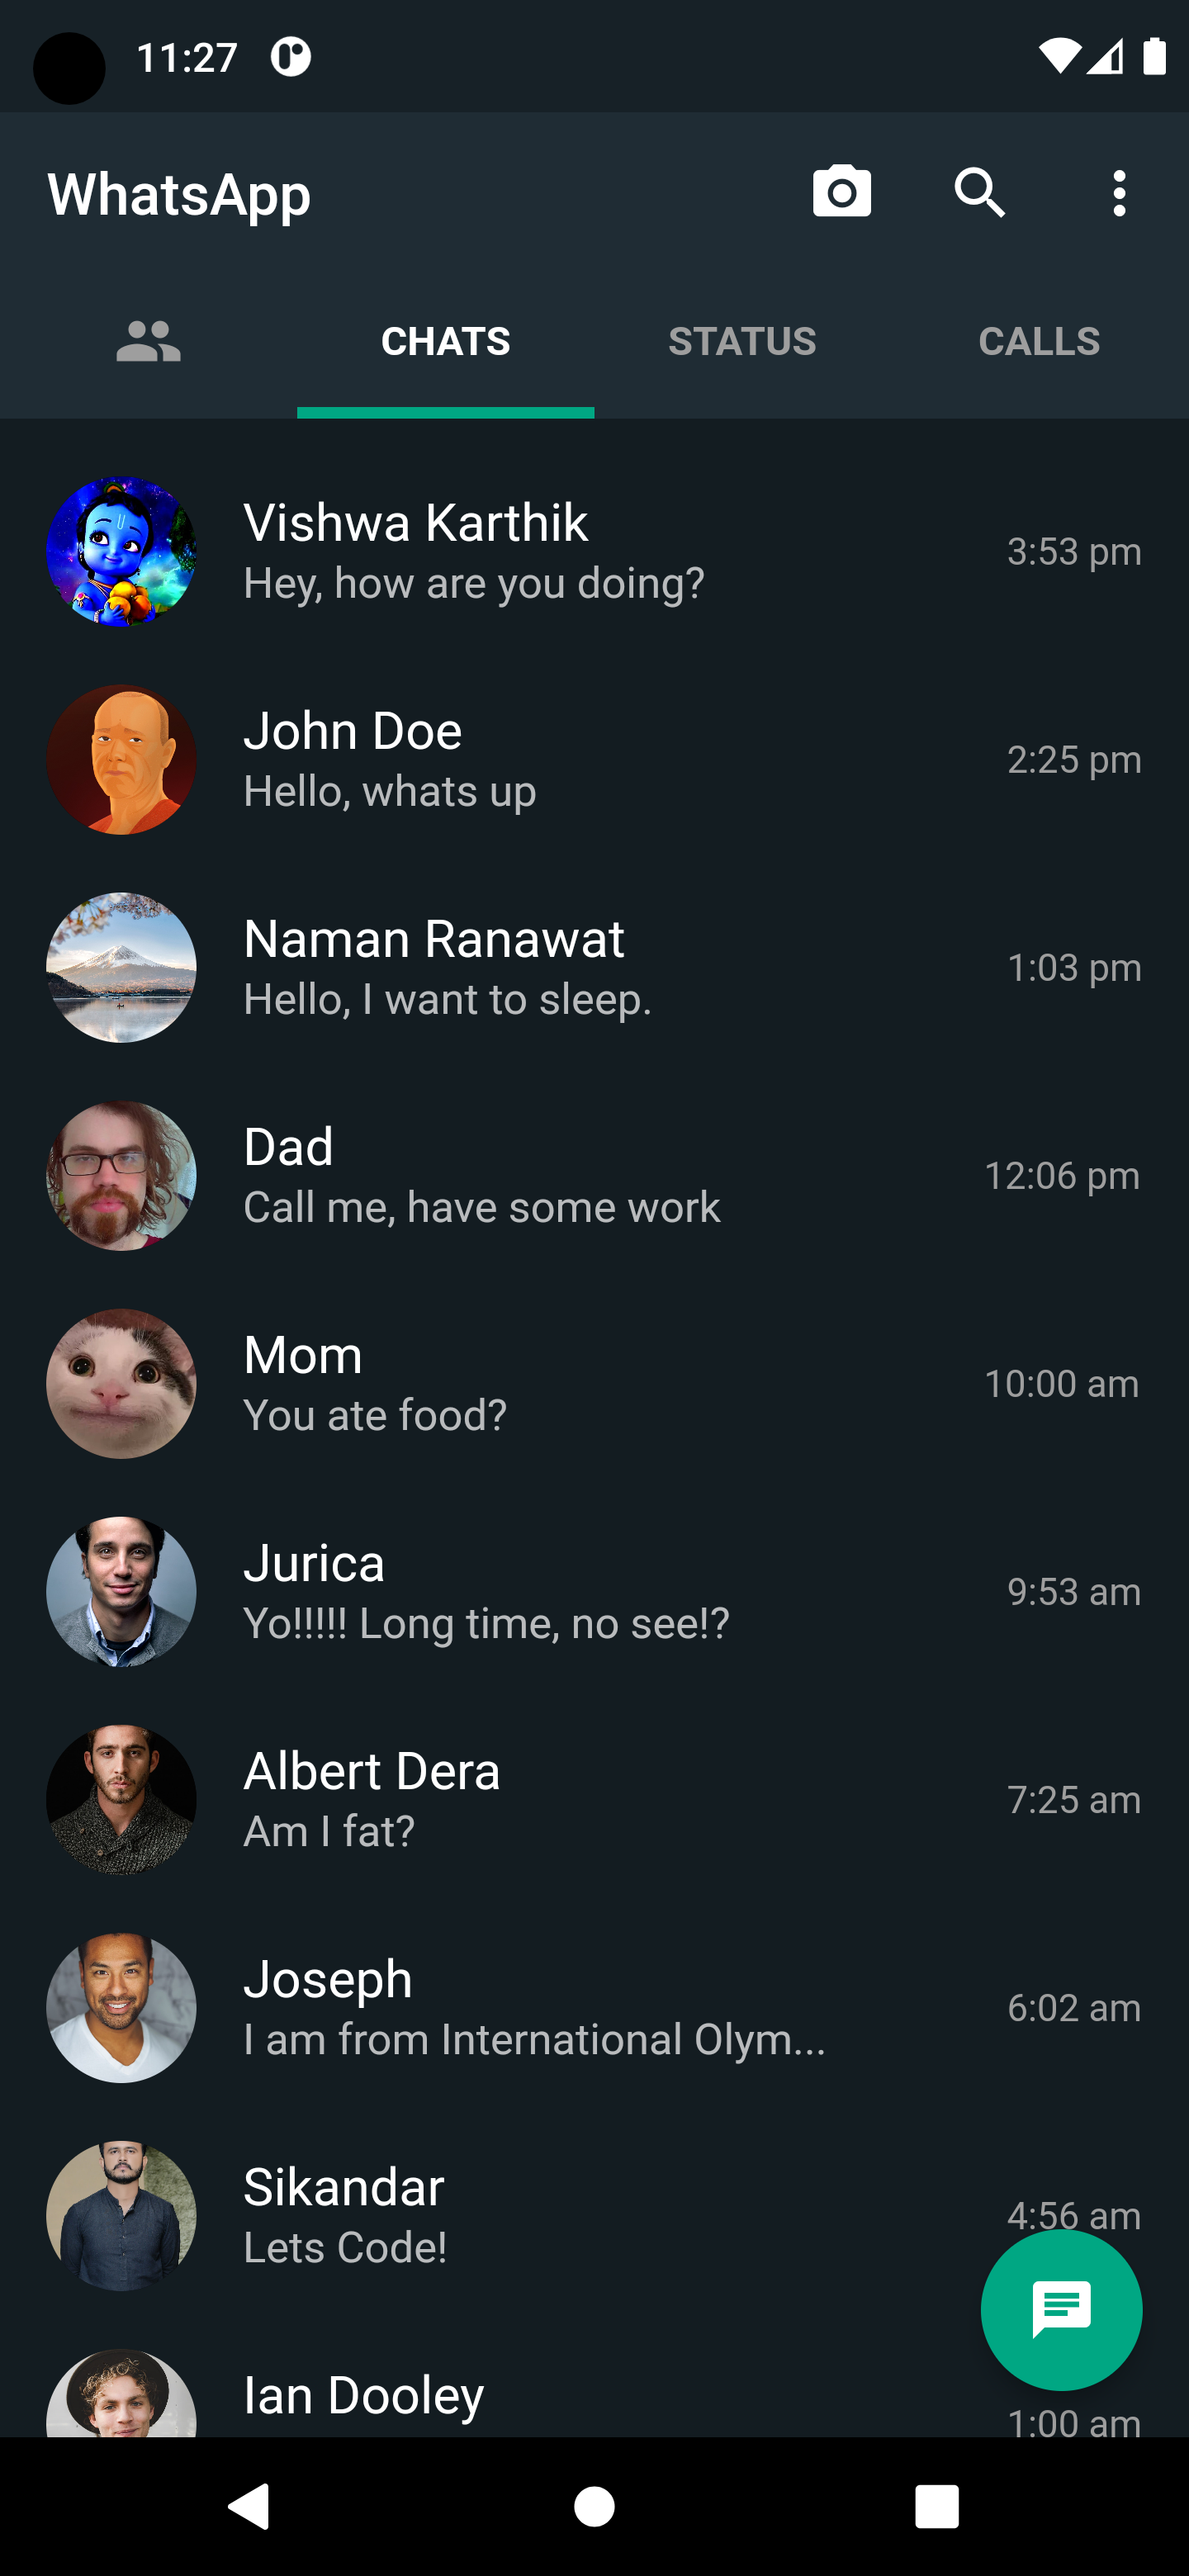 11:27
WhatsApp
CHATS STATUS CALLS
Vishwa Karthik
Hey, how are you doing?
3:53 pm
John Doe
Hello, whats up
2:25 pm
Naman Ranawat
Hello, I want to sleep.
1:03 pm
Dad
Call me, have some work
12:06 pm
Mom
You ate food?
10:00 am
Jurica
Yo!!!!! Long time, no see!?
9:53 am
Albert Dera
Am I fat?
7:25 am
Joseph
I am from International Olym...
6:02 am
Sikandar
Lets Code!
4:56 am
Ian Dooley
1:00 am